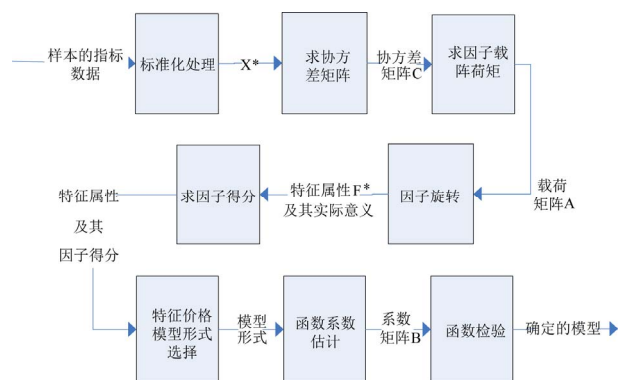 样本的指标
数据
标准化处理
X*
求协方
差矩阵
协方差
矩阵C
求因子载
阵荷矩
载荷
矩阵A
因子旋转
特征属性F*
及其实际意义
求因子得分
特征属性
及其
因子得分
特征价格
模型形式
选择
模型
形式
函数系数
估计
系数
矩阵B
函数检验
确定的模型